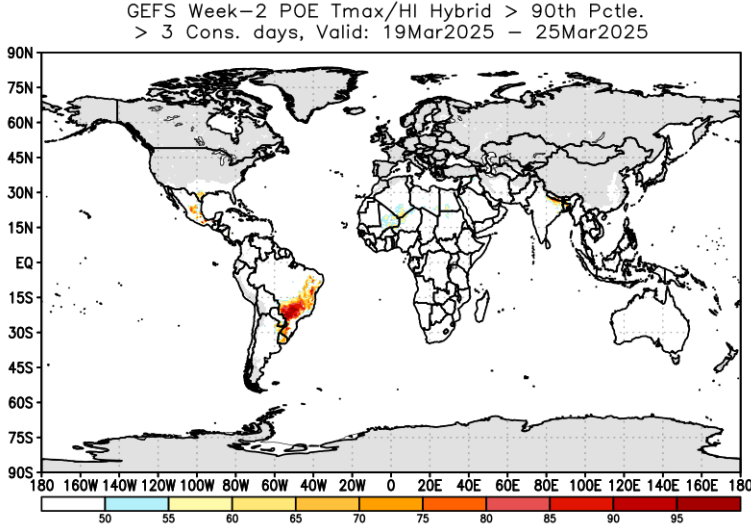 GEFS Week-2 POE Tmax/HI Hybrid > 90th Pctle.
> 3 Cons. days, Valid: 19Mar2025 - 25Mar2025
90N
75N
60N
45N
30N
15N
EQ
15S
30S
45S
60S
75S
90S
180 160W 140W 120W 100W 80W 60W 40W 20W 0 20E 40E 60E 80E 100E 120E 140E 160E 180
50 55 60 65 70 75 80 85 90 95